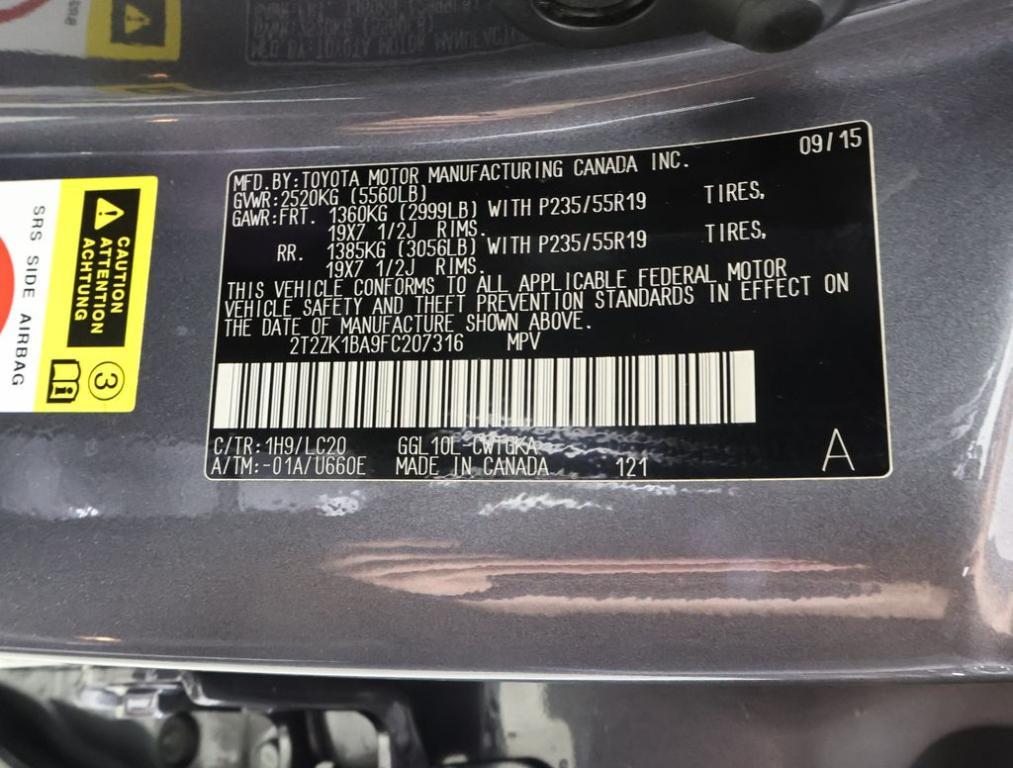 09/15
MFD.BY:TOYOTA MOTOR MANUFACTURING CANADA INC.
GVWR:2520KG (5560LB)
GAWR:FRT. 1360KG (2999LB) WITH P235/55R19 TIRES,
19X7 1/2J RIMS.
RR. 1385KG (3056LB) WITH P235/55R19 TIRES,
19X7 1/2J RIMS.
THIS VEHICLE CONFORMS TO ALL APPLICABLE FEDERAL MOTOR
VEHICLE SAFETY AND THEFT PREVENTION STANDARDS IN EFFECT ON
THE DATE OF MANUFACTURE SHOWN ABOVE.
2T2ZK1BA9FC207316 MPV
C/TR:1H9/LC20 GGL10L-CWTGKA
A/TM:-01A/U660E MADE IN CANADA 121
A
CAUTION
ATTENTION
ACHTUNG
SRS SIDE AIRBAG
3